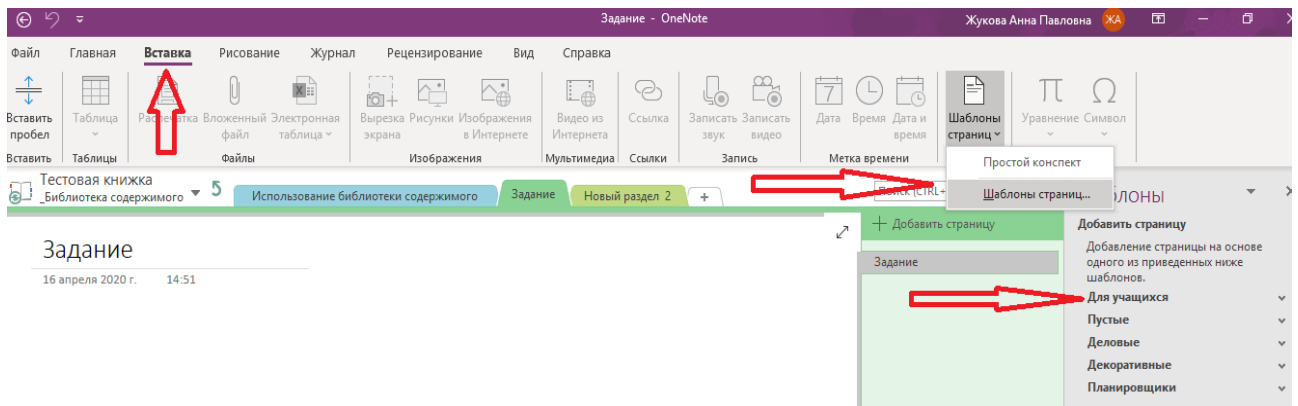 Задание - OneNote
Жукова Анна Павловна ЖА
Файл Главная Вставка Рисование Журнал Рецензирование Вид Справка
Вставить Таблица Вложенный Электронная Вырезка Рисунки Изображения Видео из Ссылка Записать Записать Дата Время Дата и Шаблоны Уравнение Символ
пробел файл таблица экрана в Интернете Интернета звук видео время страниц
Вставить Таблицы Файлы Изображения Мультимедиа Ссылки Запись Метка времени
Простой конспект
Шаблоны страниц...
Тестовая книжка
_Библиотека содержимого
Использование библиотеки содержимого Задание Новый раздел 2 +
Поиск (CTRL+
Добавить страницу
Задание
Задание
16 апреля 2020 г. 14:51
Добавить страницу
Добавление страницы на основе
одного из приведенных ниже
шаблонов.
Для учащихся
Пустые
Деловые
Декоративные
Планировщики